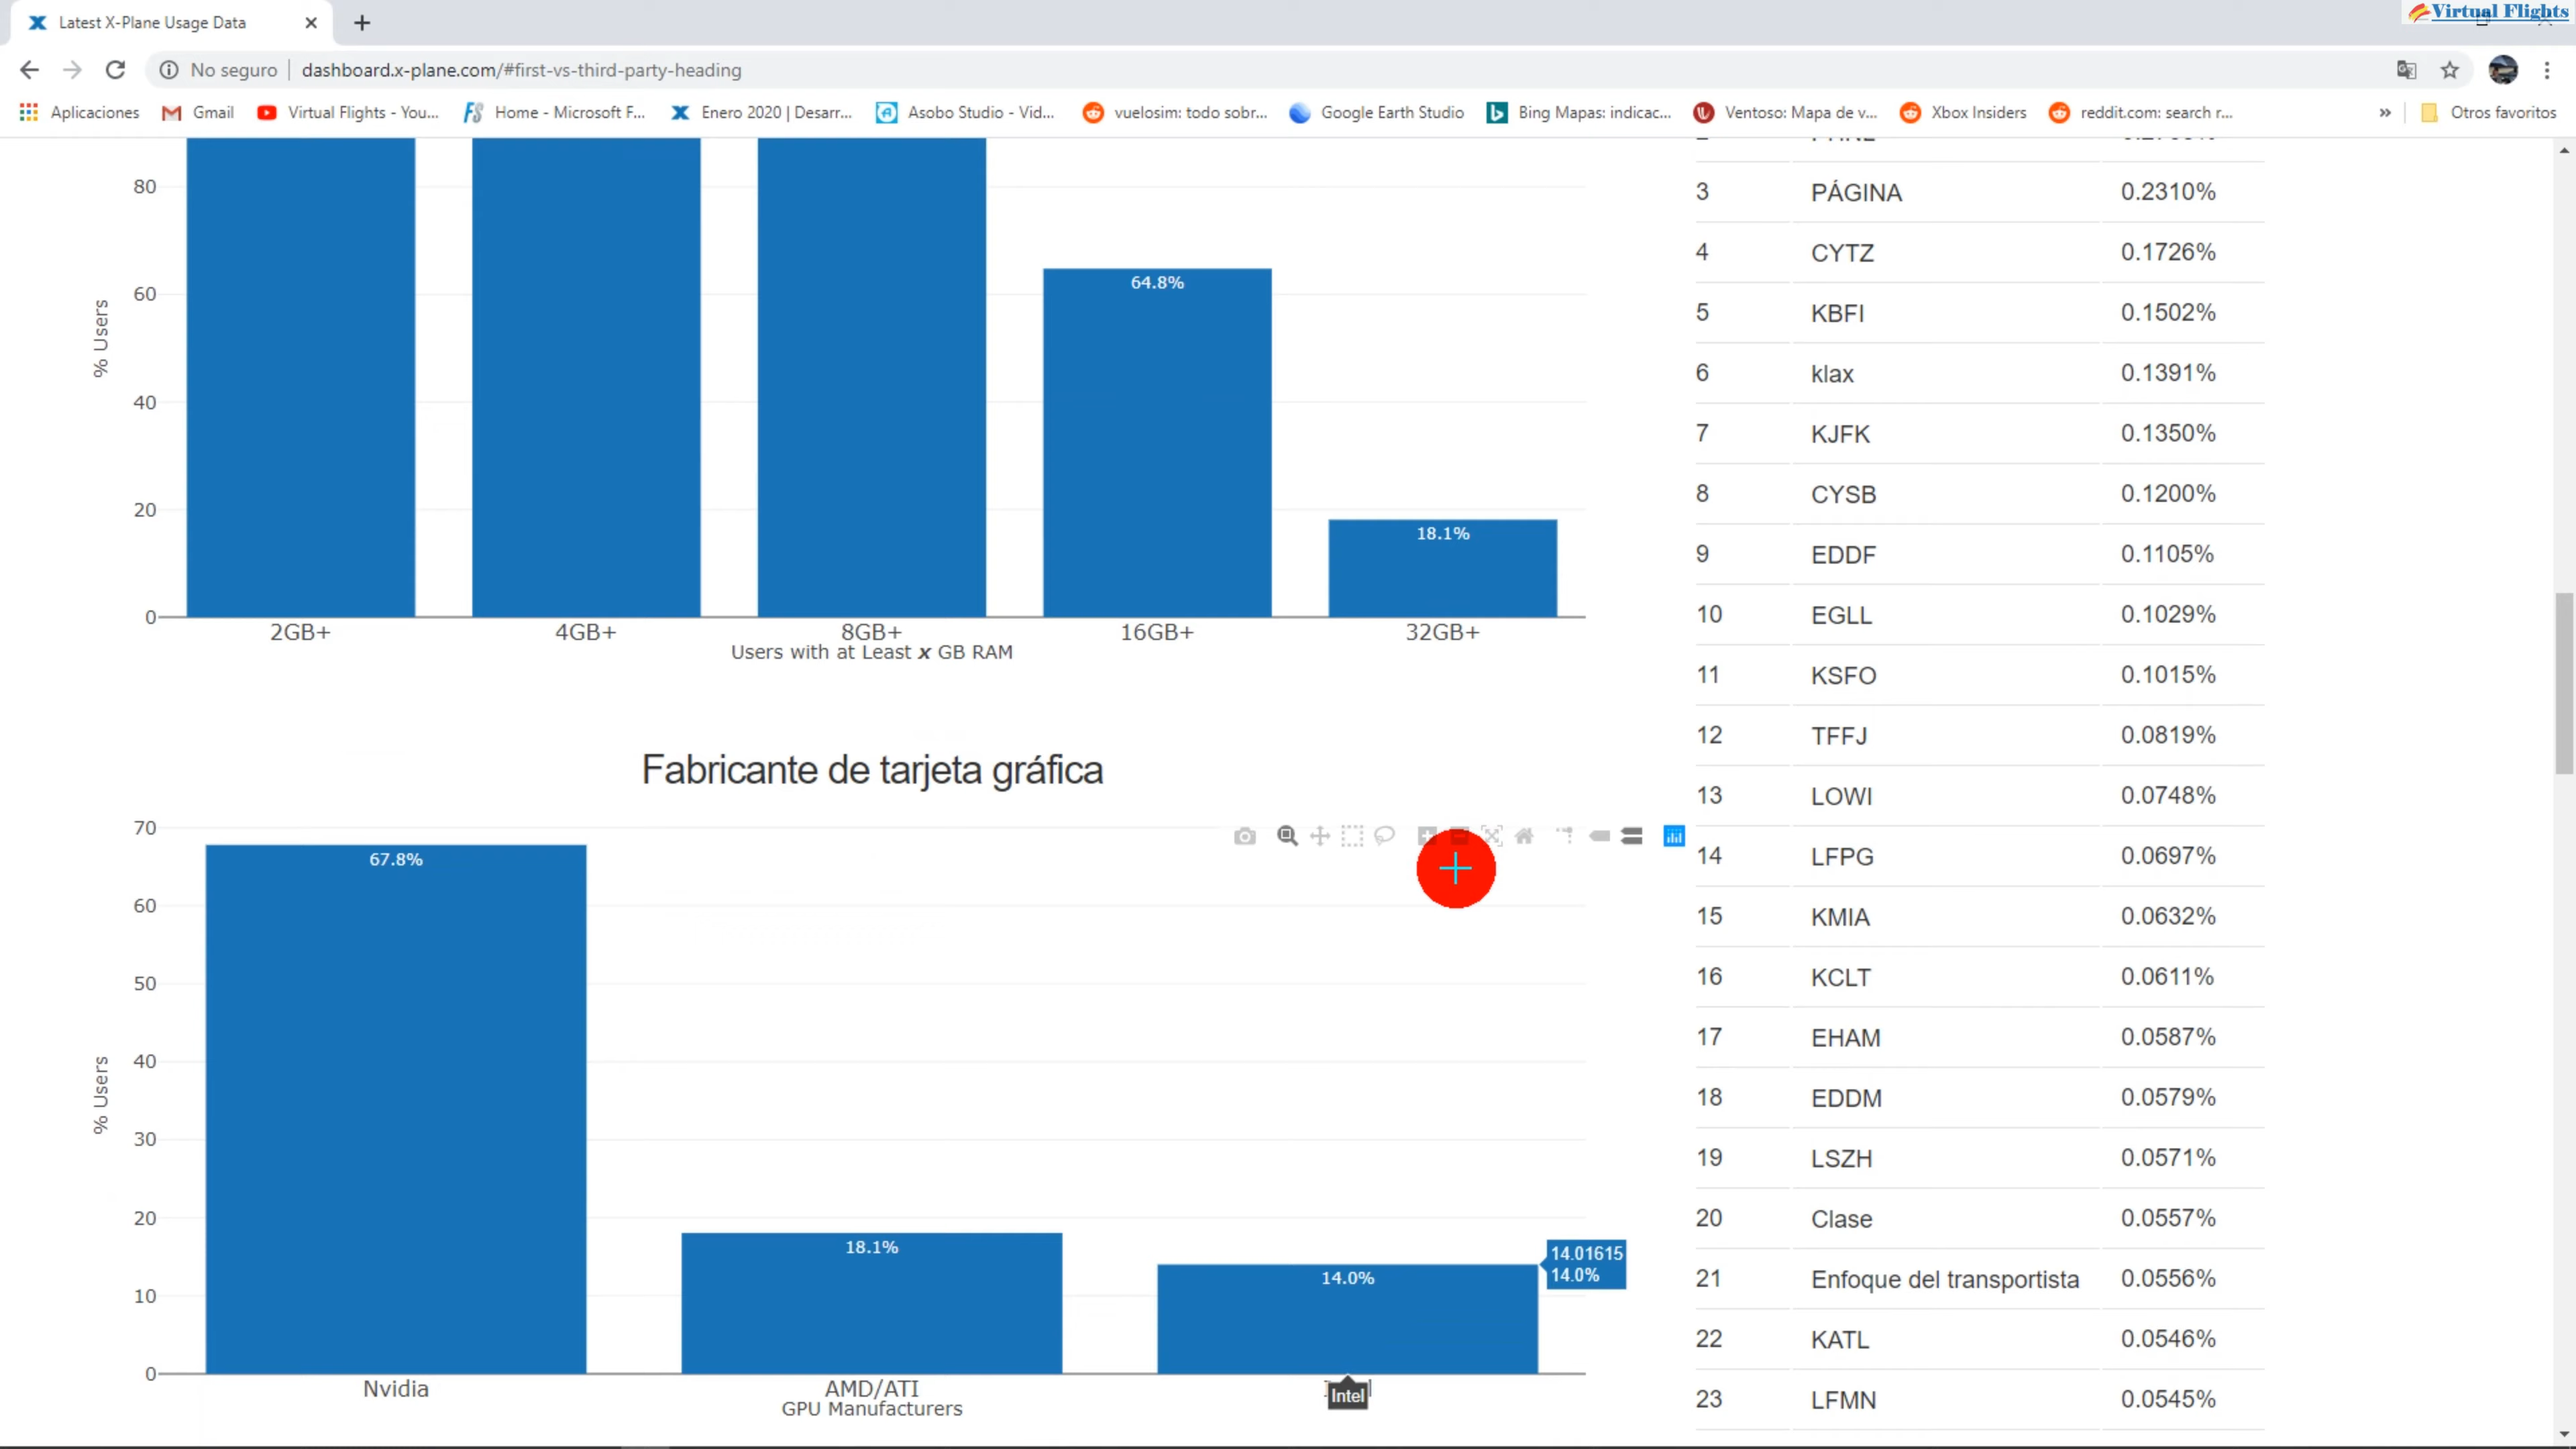 Latest X-Plane Usage Data
Virtual Flights
No seguro
dashboard.x-plane.com/#first-vs-third-party-heading
Aplicaciones
Gmail
Virtual Flights - You...
Home - Microsoft F...
Enero 2020 | Desarr...
Asobo Studio - Vid...
vuelosim: todo sobr...
Google Earth Studio
Bing Mapas: indicac...
Ventoso: Mapa de v...
Xbox Insiders
reddit.com: search r...
»
Otros favoritos
80
60
40
20
0
% Users
64.8%
18.1%
2GB+
4GB+
8GB+
16GB+
32GB+
Users with at Least x GB RAM
Fabricante de tarjeta gráfica
70
60
50
40
30
20
10
0
% Users
67.8%
18.1%
14.0%
14.01615
14.0%
Nvidia
AMD/ATI
Intel
GPU Manufacturers
3 PÁGINA 0.2310%
4 CYTZ 0.1726%
5 KBFI 0.1502%
6 klax 0.1391%
7 KJFK 0.1350%
8 CYSB 0.1200%
9 EDDF 0.1105%
10 EGLL 0.1029%
11 KSFO 0.1015%
12 TFFJ 0.0819%
13 LOWI 0.0748%
14 LFPG 0.0697%
15 KMIA 0.0632%
16 KCLT 0.0611%
17 EHAM 0.0587%
18 EDDM 0.0579%
19 LSZH 0.0571%
20 Clase 0.0557%
21 Enfoque del transportista 0.0556%
22 KATL 0.0546%
23 LFMN 0.0545%